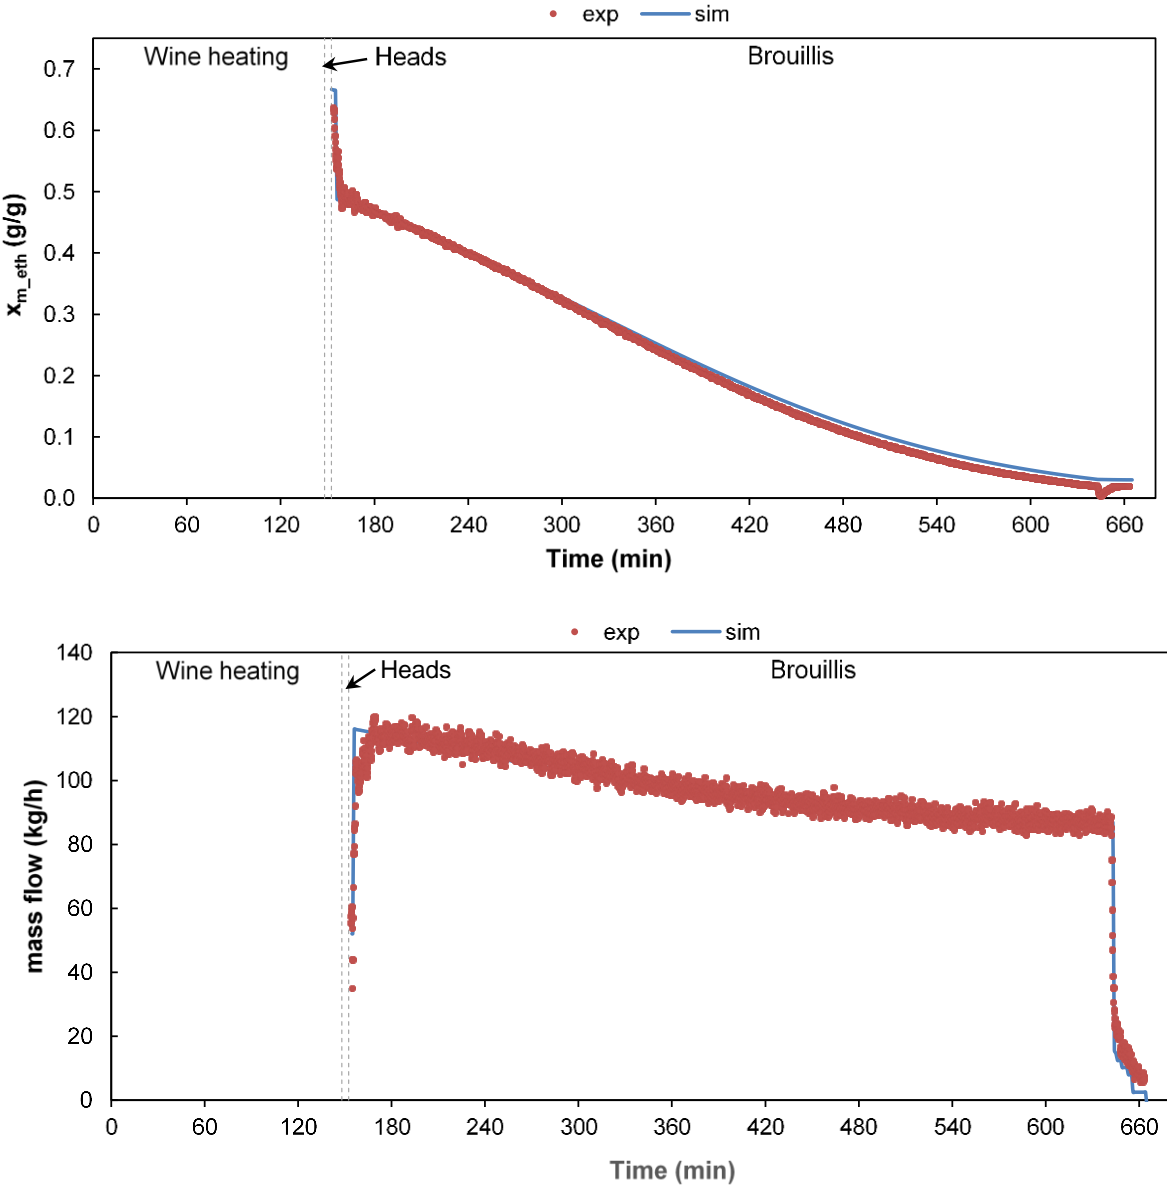 exp sim
Wine heating Heads Brouillis
0.7
0.6
0.5
0.4
0.3
0.2
0.1
0.0
x_m_eth (g/g)
0 60 120 180 240 300 360 420 480 540 600 660
Time (min)
exp sim
Wine heating Heads Brouillis
140
120
100
80
60
40
20
0
mass flow (kg/h)
0 60 120 180 240 300 360 420 480 540 600 660
Time (min)